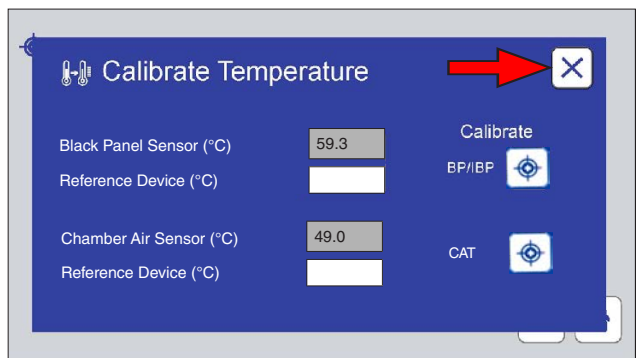 Calibrate Temperature
Calibrate
Black Panel Sensor (°C) 59.3
BP/IBP
Reference Device (°C)
Chamber Air Sensor (°C) 49.0
CAT
Reference Device (°C)